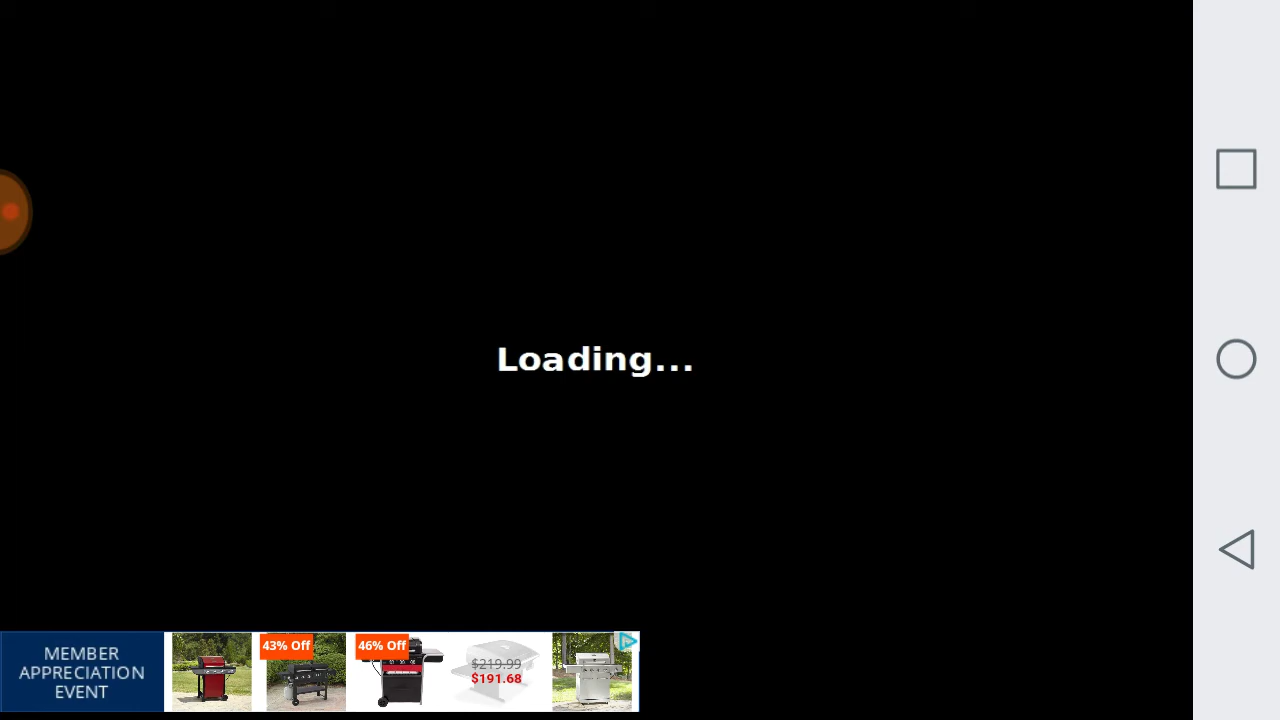 Loading...
MEMBER
APPRECIATION
EVENT
43% Off
46% Off
$219.99
$191.68